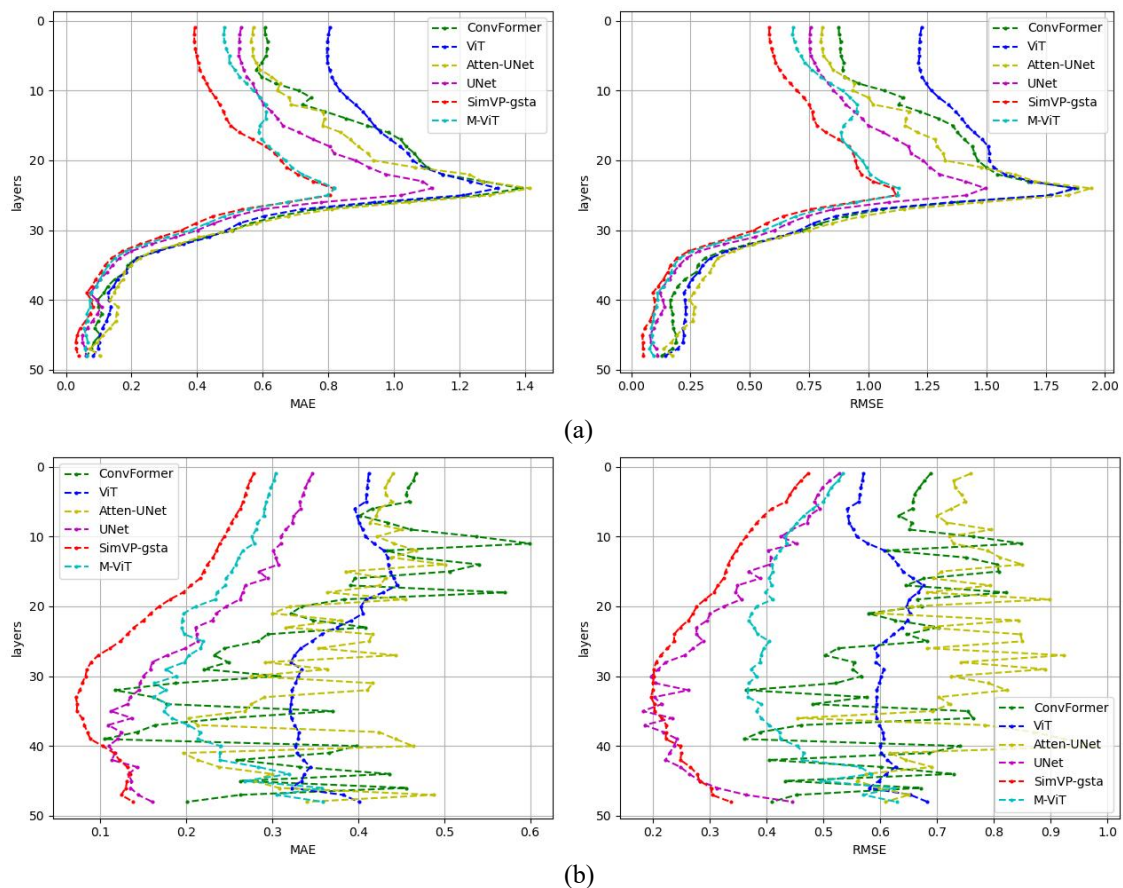 0
10
20
30
40
50
layers
0.0 0.2 0.4 0.6 0.8 1.0 1.2 1.4
MAE
ConvFormer
ViT
Atten-UNet
UNet
SimVP-gsta
M-ViT
0
10
20
30
40
50
layers
0.00 0.25 0.50 0.75 1.00 1.25 1.50 1.75 2.00
RMSE
ConvFormer
ViT
Atten-UNet
UNet
SimVP-gsta
M-ViT
(a)
0
10
20
30
40
50
layers
0.1 0.2 0.3 0.4 0.5 0.6
MAE
ConvFormer
ViT
Atten-UNet
UNet
SimVP-gsta
M-ViT
0
10
20
30
40
50
layers
0.2 0.3 0.4 0.5 0.6 0.7 0.8 0.9 1.0
RMSE
ConvFormer
ViT
Atten-UNet
UNet
SimVP-gsta
M-ViT
(b)